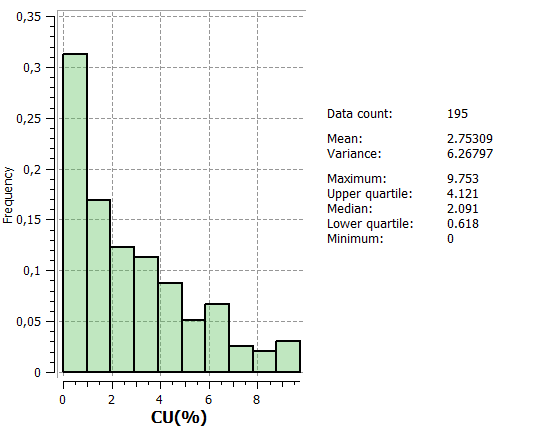 0,35
0,3
0,25
0,2
0,15
0,1
0,05
0
Frequency
0 2 4 6 8
CU(%)
Data count: 195
Mean: 2.75309
Variance: 6.26797
Maximum: 9.753
Upper quartile: 4.121
Median: 2.091
Lower quartile: 0.618
Minimum: 0